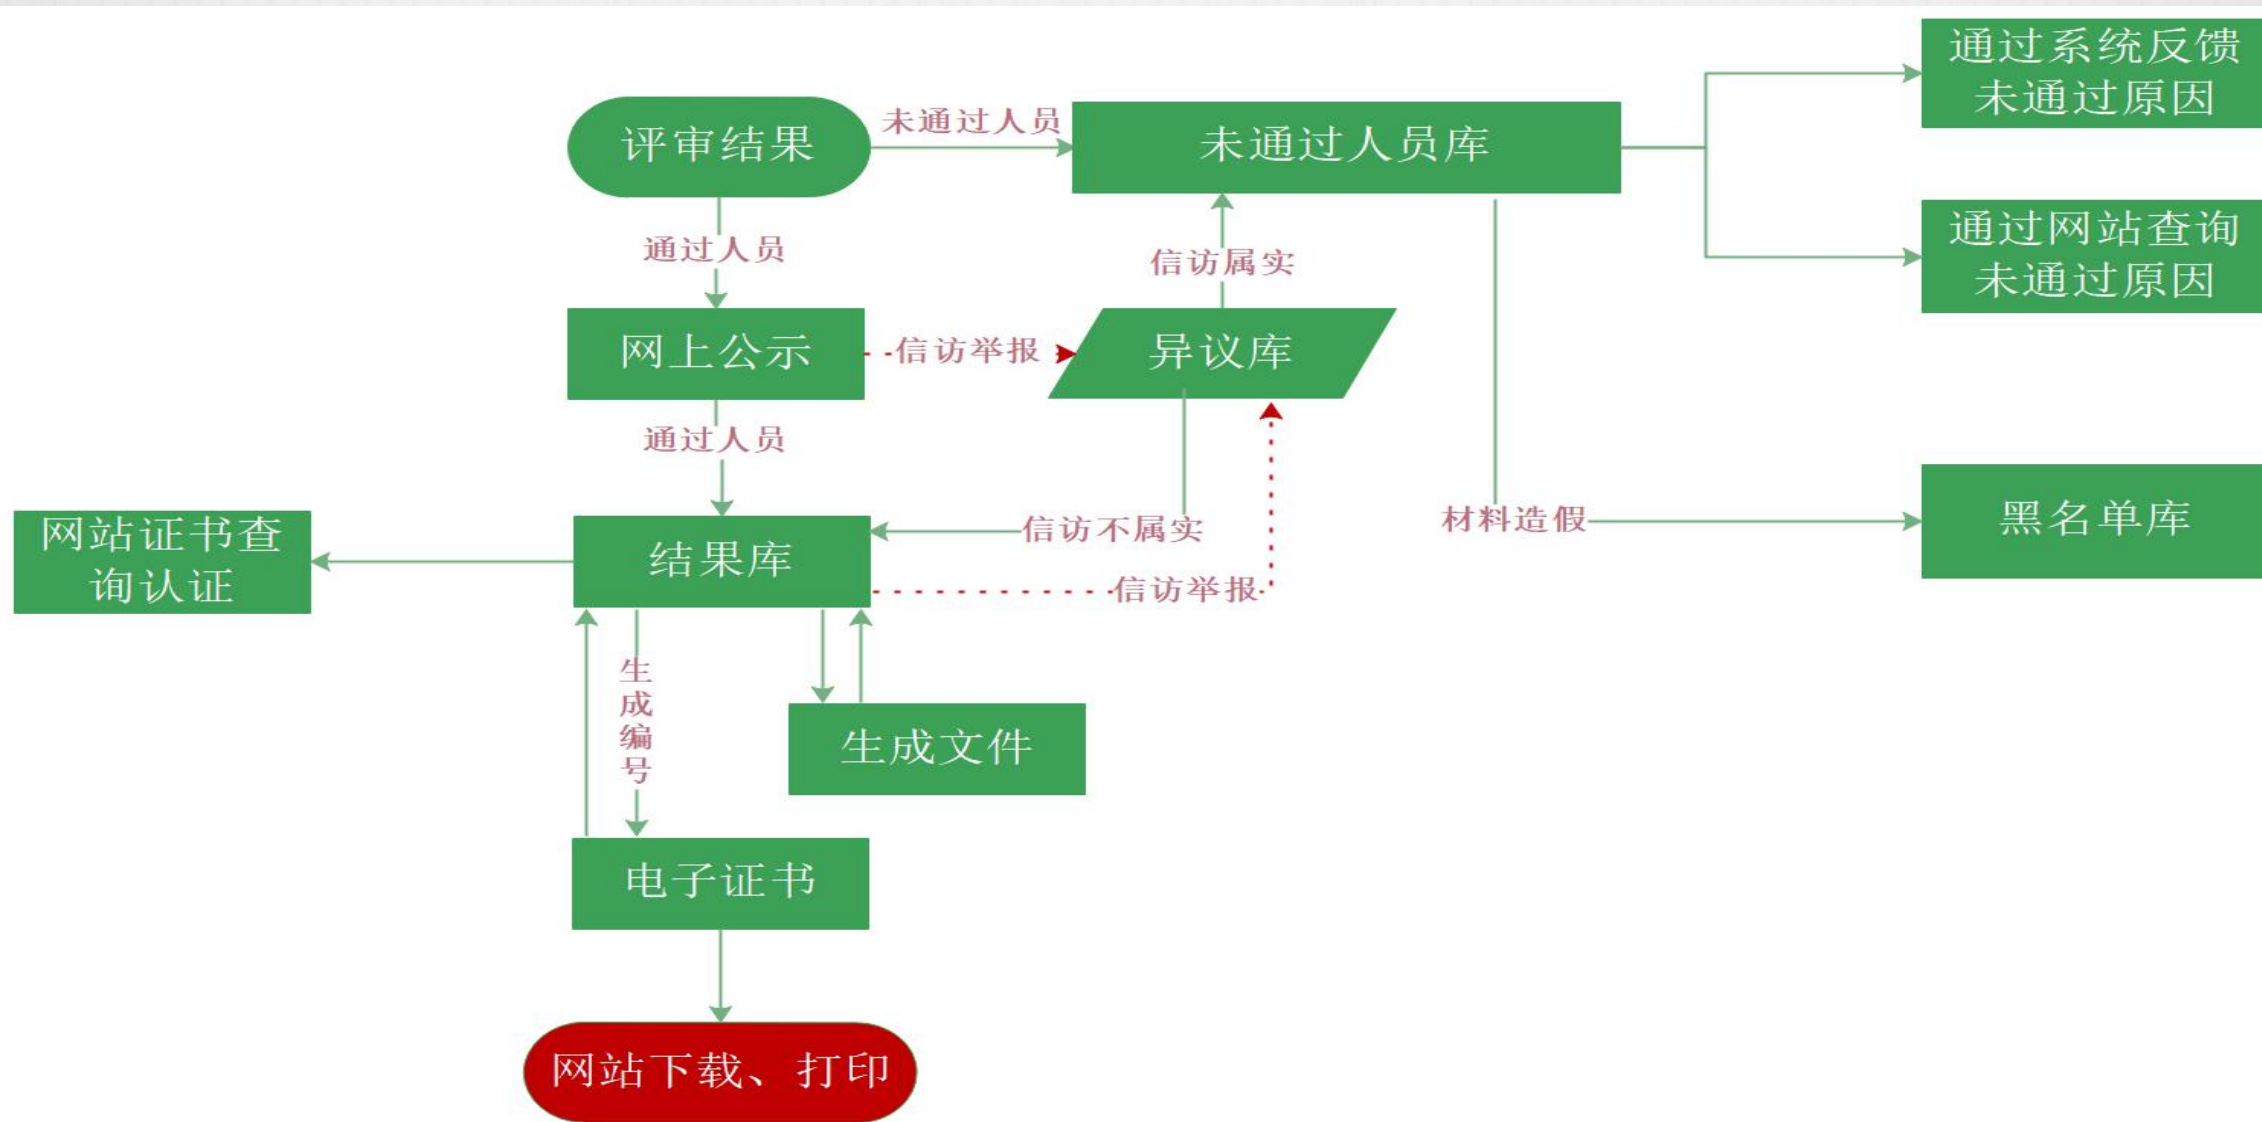 通过系统反馈
未通过原因
评审结果
未通过人员
未通过人员库
通过网站查询
未通过原因
通过人员
信访属实
网上公示
信访举报
异议库
通过人员
网站证书查
询认证
结果库
信访不属实
信访举报
材料造假
黑名单库
生成编号
生成文件
电子证书
网站下载、打印